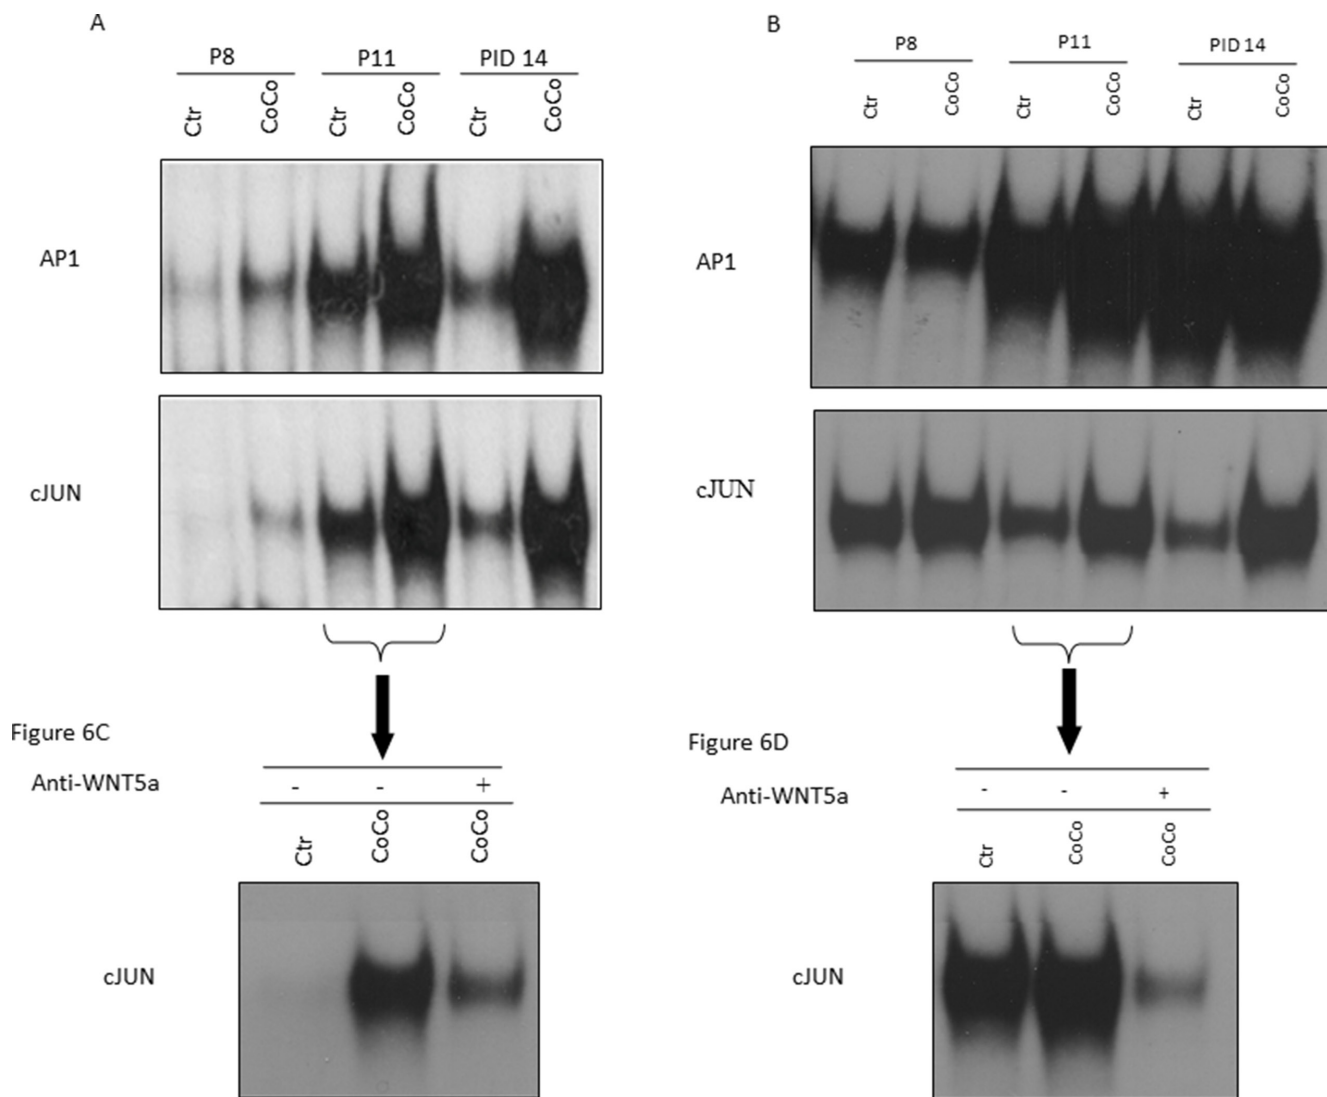 A
P8 P11 PID 14
Ctr CoCo Ctr CoCo Ctr CoCo
AP1
cJUN
Figure 6C
Anti-WNT5a - - +
Ctr CoCo CoCo
cJUN
B
P8 P11 PID 14
Ctr CoCo Ctr CoCo Ctr CoCo
AP1
cJUN
Figure 6D
Anti-WNT5a - - +
Ctr CoCo CoCo
cJUN